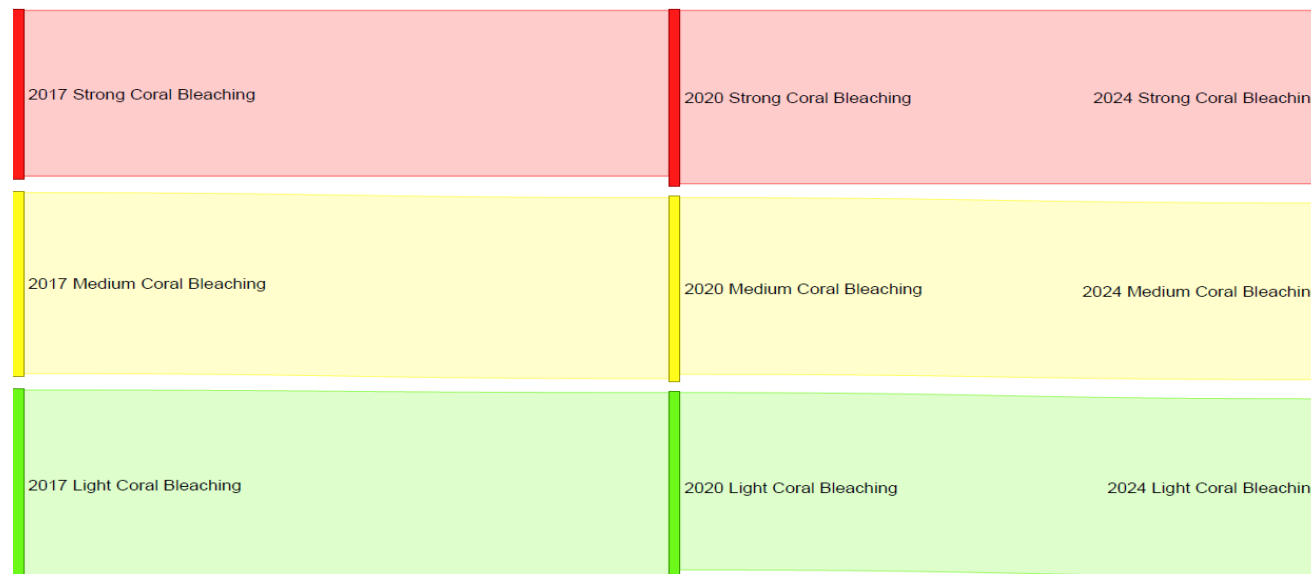 2017 Strong Coral Bleaching
2020 Strong Coral Bleaching
2024 Strong Coral Bleachin
2017 Medium Coral Bleaching
2020 Medium Coral Bleaching
2024 Medium Coral Bleachin
2017 Light Coral Bleaching
2020 Light Coral Bleaching
2024 Light Coral Bleachin